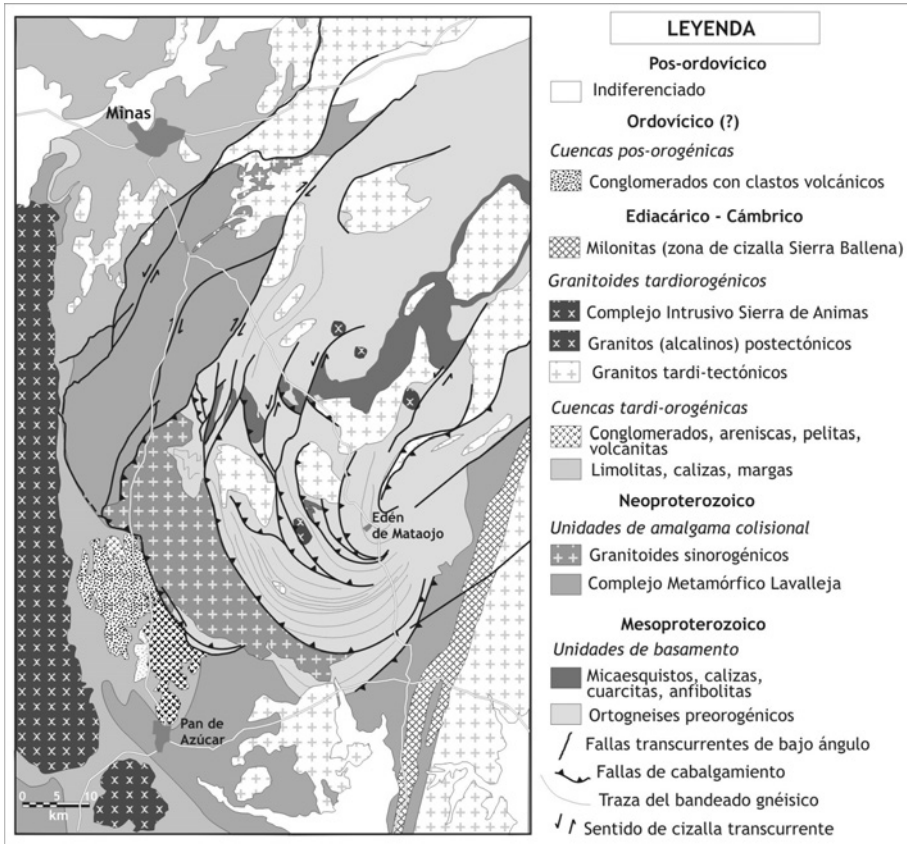 Minas
Edén
de Mataojo
Pan de
Azúcar
0 5 10
km
LEYENDA
Pos-ordovícico
Indiferenciado
Ordovícico (?)
Cuencas pos-orogénicas
Conglomerados con clastos volcánicos
Ediacárico - Cámbrico
Milonitas (zona de cizalla Sierra Ballena)
Granitoides tardiorogénicos
Complejo Intrusivo Sierra de Animas
Granitos (alcalinos) postectónicos
Granitos tardi-tectónicos
Cuencas tardi-orogénicas
Conglomerados, areniscas, pelitas,
volcanitas
Limolitas, calizas, margas
Neoproterozoico
Unidades de amalgama colisional
Granitoides sinorogénicos
Complejo Metamórfico Lavalleja
Mesoproterozoico
Unidades de basamento
Micaesquistos, calizas,
cuarcitas, anfibolitas
Ortogneises preorogénicos
Fallas transcurrentes de bajo ángulo
Fallas de cabalgamiento
Traza del bandeado gnéisico
Sentido de cizalla transcurrente